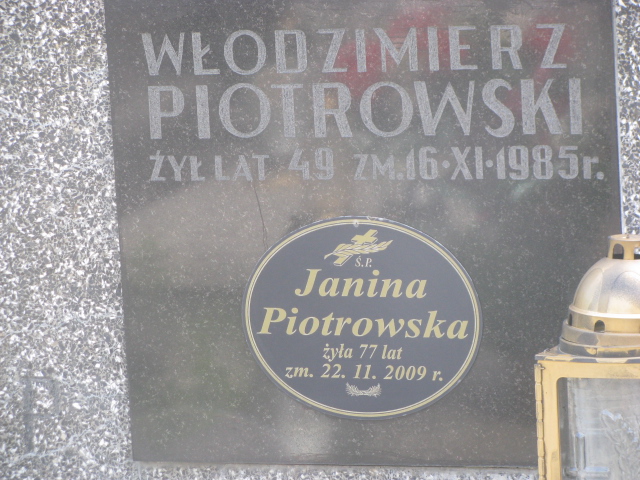 WŁODZIMIERZ
PIOTROWSKI
ŻYŁ LAT 49 ZM.16·XI·1985r.
Ś.P.
Janina
Piotrowska
żyła 77 lat
zm. 22. 11. 2009 r.